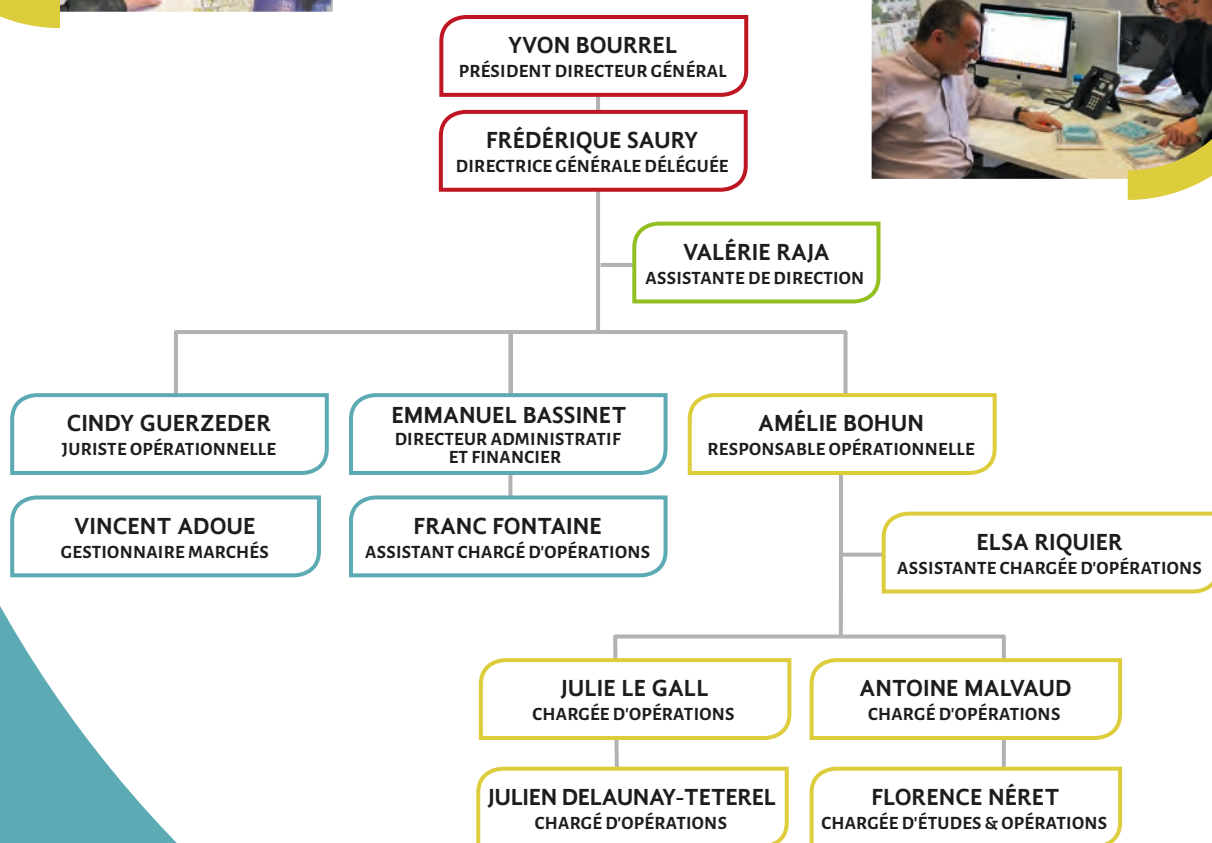 YVON BOURREL
PRÉSIDENT DIRECTEUR GÉNÉRAL
FRÉDÉRIQUE SAURY
DIRECTRICE GÉNÉRALE DÉLÉGUÉE
VALÉRIE RAJA
ASSISTANTE DE DIRECTION
CINDY GUERZEDER
JURISTE OPÉRATIONNELLE
EMMANUEL BASSINET
DIRECTEUR ADMINISTRATIF
ET FINANCIER
AMÉLIE BOHUN
RESPONSABLE OPÉRATIONNELLE
VINCENT ADOUE
GESTIONNAIRE MARCHÉS
FRANC FONTAINE
ASSISTANT CHARGÉ D'OPÉRATIONS
ELSA RIQUIER
ASSISTANTE CHARGÉE D'OPÉRATIONS
JULIE LE GALL
CHARGÉE D'OPÉRATIONS
ANTOINE MALVAUD
CHARGÉ D'OPÉRATIONS
JULIEN DELAUNAY-TETEREL
CHARGÉ D'OPÉRATIONS
FLORENCE NÉRET
CHARGÉE D'ÉTUDES & OPÉRATIONS